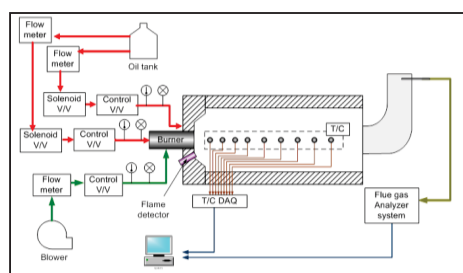 Flow
meter
Flow
meter
Oil tank
Solenoid
V/V
Control
V/V
Solenoid
V/V
Control
V/V
Burner
T/C
Flow
meter
Control
V/V
Flame
detector
T/C DAQ
Flue gas
Analyzer
system
Blower